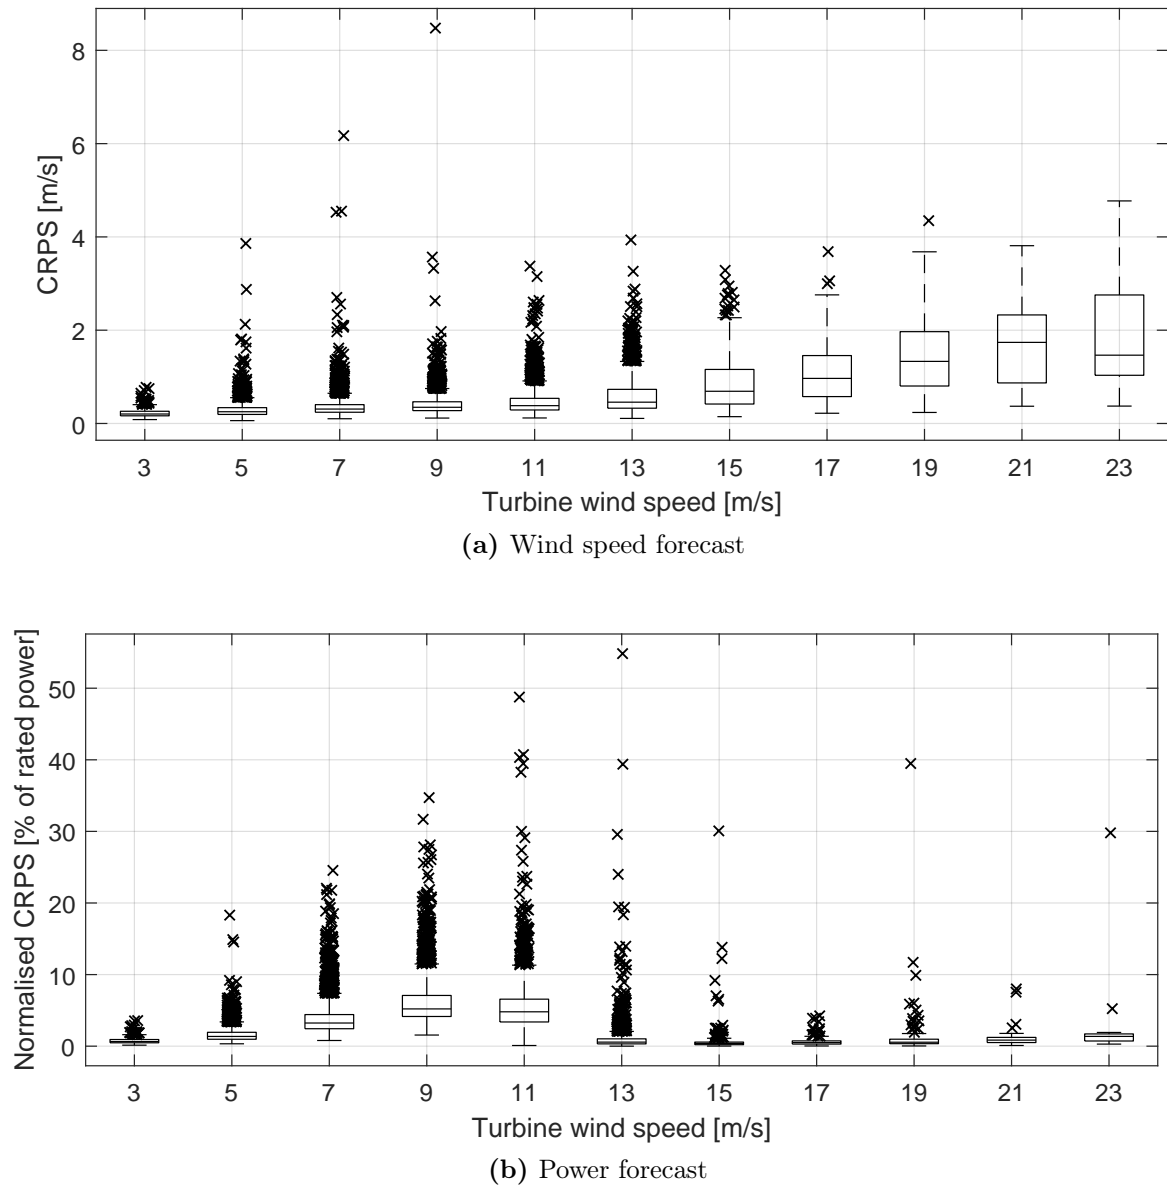 8
6
4
2
0
CRPS [m/s]
3 5 7 9 11 13 15 17 19 21 23
Turbine wind speed [m/s]
(a) Wind speed forecast
50
40
30
20
10
0
Normalised CRPS [% of rated power]
3 5 7 9 11 13 15 17 19 21 23
Turbine wind speed [m/s]
(b) Power forecast